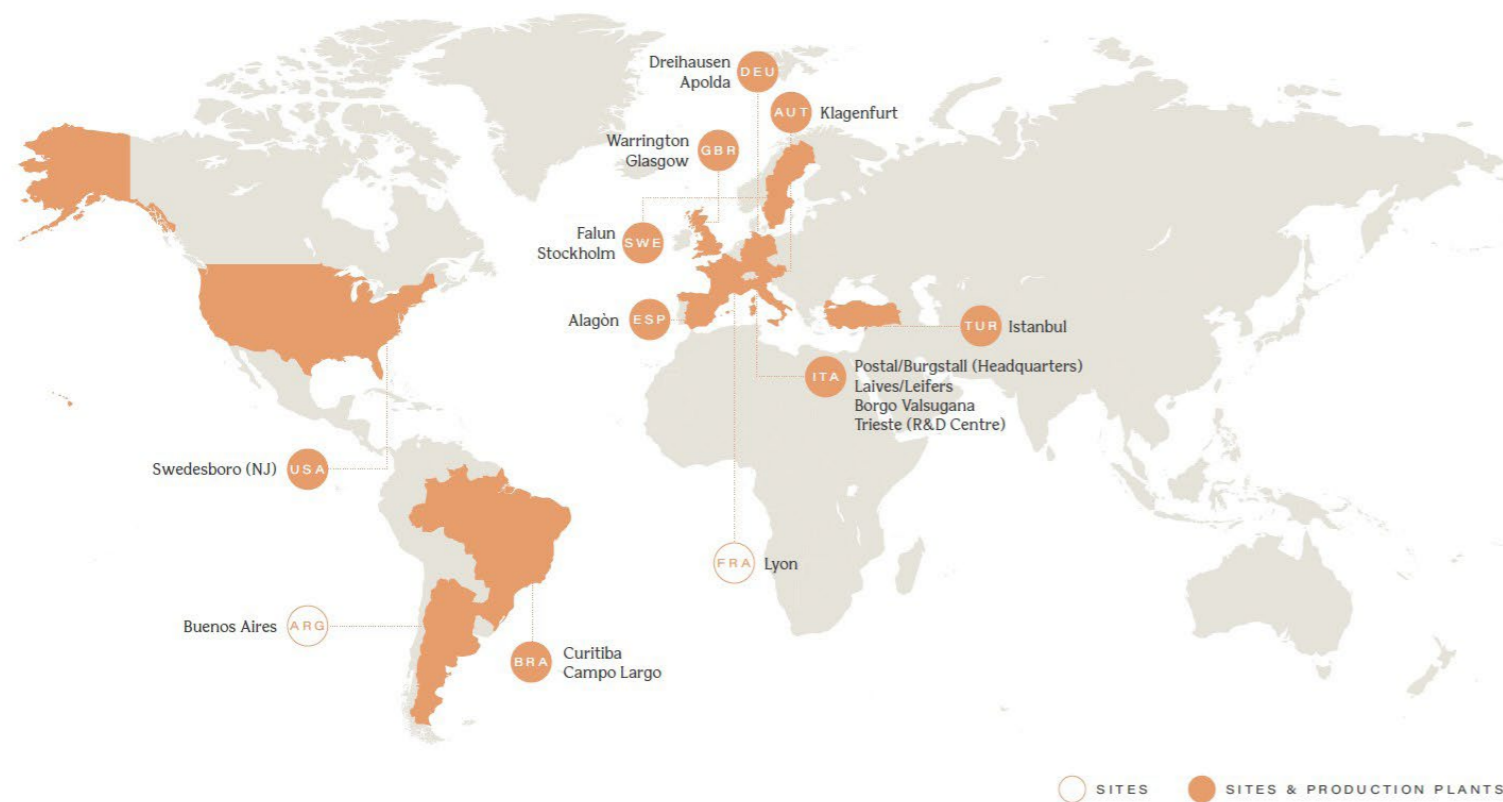 Dreihausen
Apolda
DEU
AUT
Klagenfurt
Warrington
Glasgow
GBR
Falun
Stockholm
SWE
Alagòn
ESP
TUR
Istanbul
ITA
Postal/Burgstall (Headquarters)
Laives/Leifers
Borgo Valsugana
Trieste (R&D Centre)
Swedesboro (NJ)
USA
FRA
Lyon
Buenos Aires
ARG
BRA
Curitiba
Campo Largo
SITES
SITES & PRODUCTION PLANTS